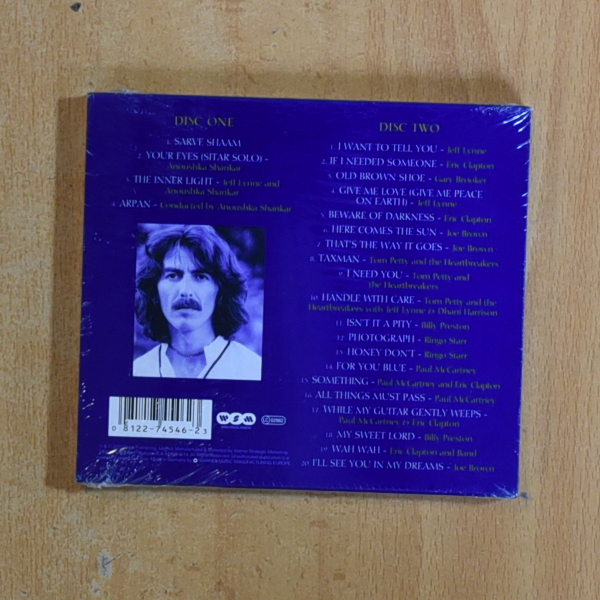 DISC ONE
1. SARVE SHAAM
2. YOUR EYES (SITAR SOLO) -
Anoushka Shankar
3. THE INNER LIGHT - Jeff Lynne and
Anoushka Shankar
4. ARPAN - Conducted by Anoushka Shankar
DISC TWO
1. I WANT TO TELL YOU - Jeff Lynne
2. IF I NEEDED SOMEONE - Eric Clapton
3. OLD BROWN SHOE - Gary Brooker
4. GIVE ME LOVE (GIVE ME PEACE
ON EARTH) - Jeff Lynne
5. BEWARE OF DARKNESS - Eric Clapton
6. HERE COMES THE SUN - Joe Brown
7. THAT'S THE WAY IT GOES - Joe Brown
8. TAXMAN - Tom Petty and the Heartbreakers
9. I NEED YOU - Tom Petty and
the Heartbreakers
10. HANDLE WITH CARE - Tom Petty and the
Heartbreakers with Jeff Lynne & Dhani Harrison
11. ISN'T IT A PITY - Billy Preston
12. PHOTOGRAPH - Ringo Starr
13. HONEY DON'T - Ringo Starr
14. FOR YOU BLUE - Paul McCartney
15. SOMETHING - Paul McCartney and Eric Clapton
16. ALL THINGS MUST PASS - Paul McCartney
17. WHILE MY GUITAR GENTLY WEEPS -
Paul McCartney & Eric Clapton
18. MY SWEET LORD - Billy Preston
19. WAH WAH - Eric Clapton and Band
20. I'LL SEE YOU IN MY DREAMS - Joe Brown
0 8122-74546-2 3
WSM
LC 02982